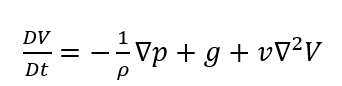 DV/Dt = −1/ρ ∇p + g + v∇²V